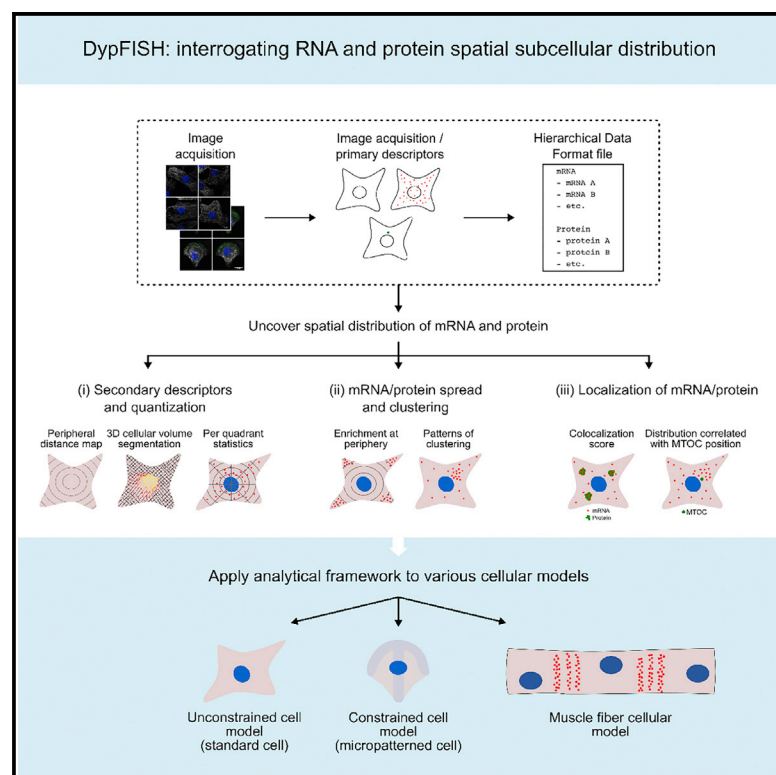 DypFISH: interrogating RNA and protein spatial subcellular distribution
Image
acquisition
Image acquisition /
primary descriptors
Hierarchical Data
Format file
mRNA
- mRNA A
- mRNA B
- etc.
Protein
- protein A
- protein B
- etc.
Uncover spatial distribution of mRNA and protein
(i) Secondary descriptors
and quantization
Peripheral
distance map
3D cellular volume
segmentation
Per quadrant
statistics
(ii) mRNA/protein spread
and clustering
Enrichment at
periphery
Patterns of
clustering
(iii) Localization of mRNA/protein
Colocalization
score
mRNA
Protein
Distribution correlated
with MTOC position
MTOC
Apply analytical framework to various cellular models
Unconstrained cell
model
(standard cell)
Constrained cell
model
(micropatterned cell)
Muscle fiber cellular
model